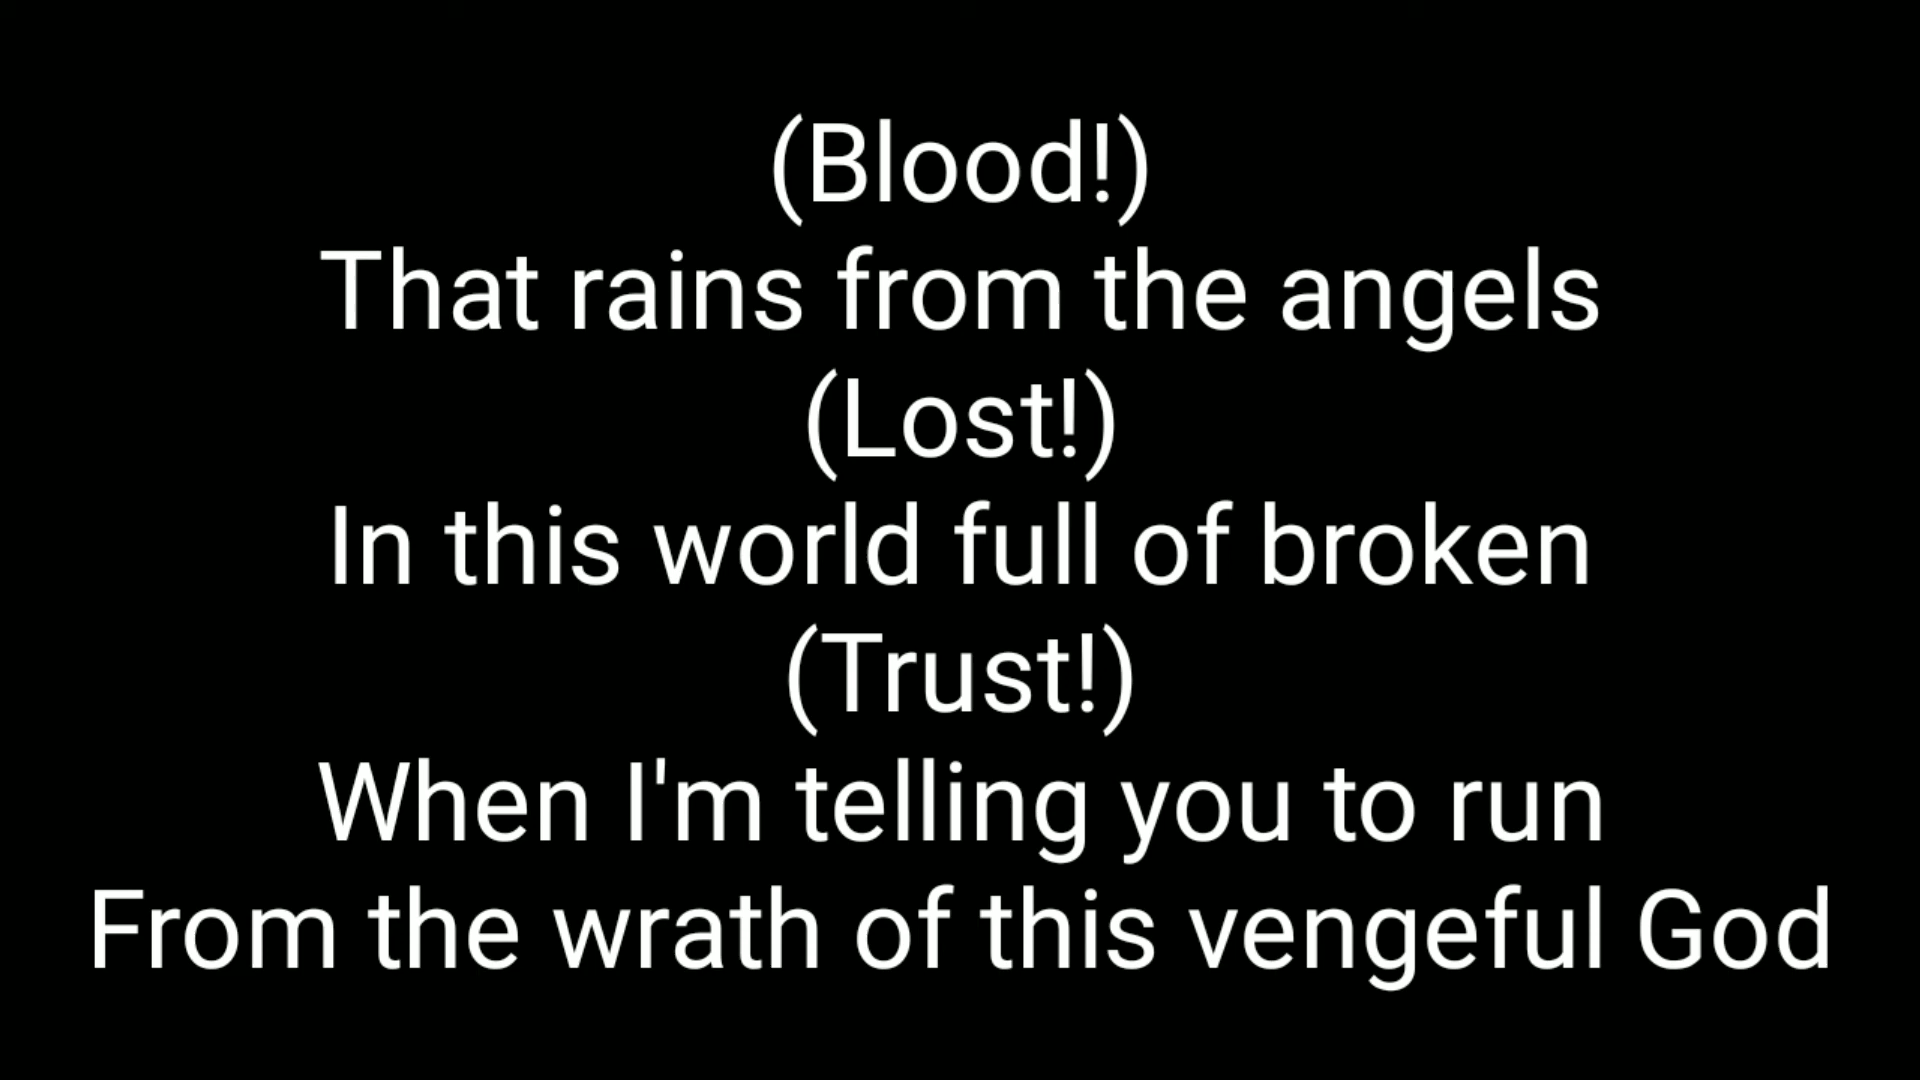 (Blood!)
That rains from the angels
(Lost!)
In this world full of broken
(Trust!)
When I'm telling you to run
From the wrath of this vengeful God